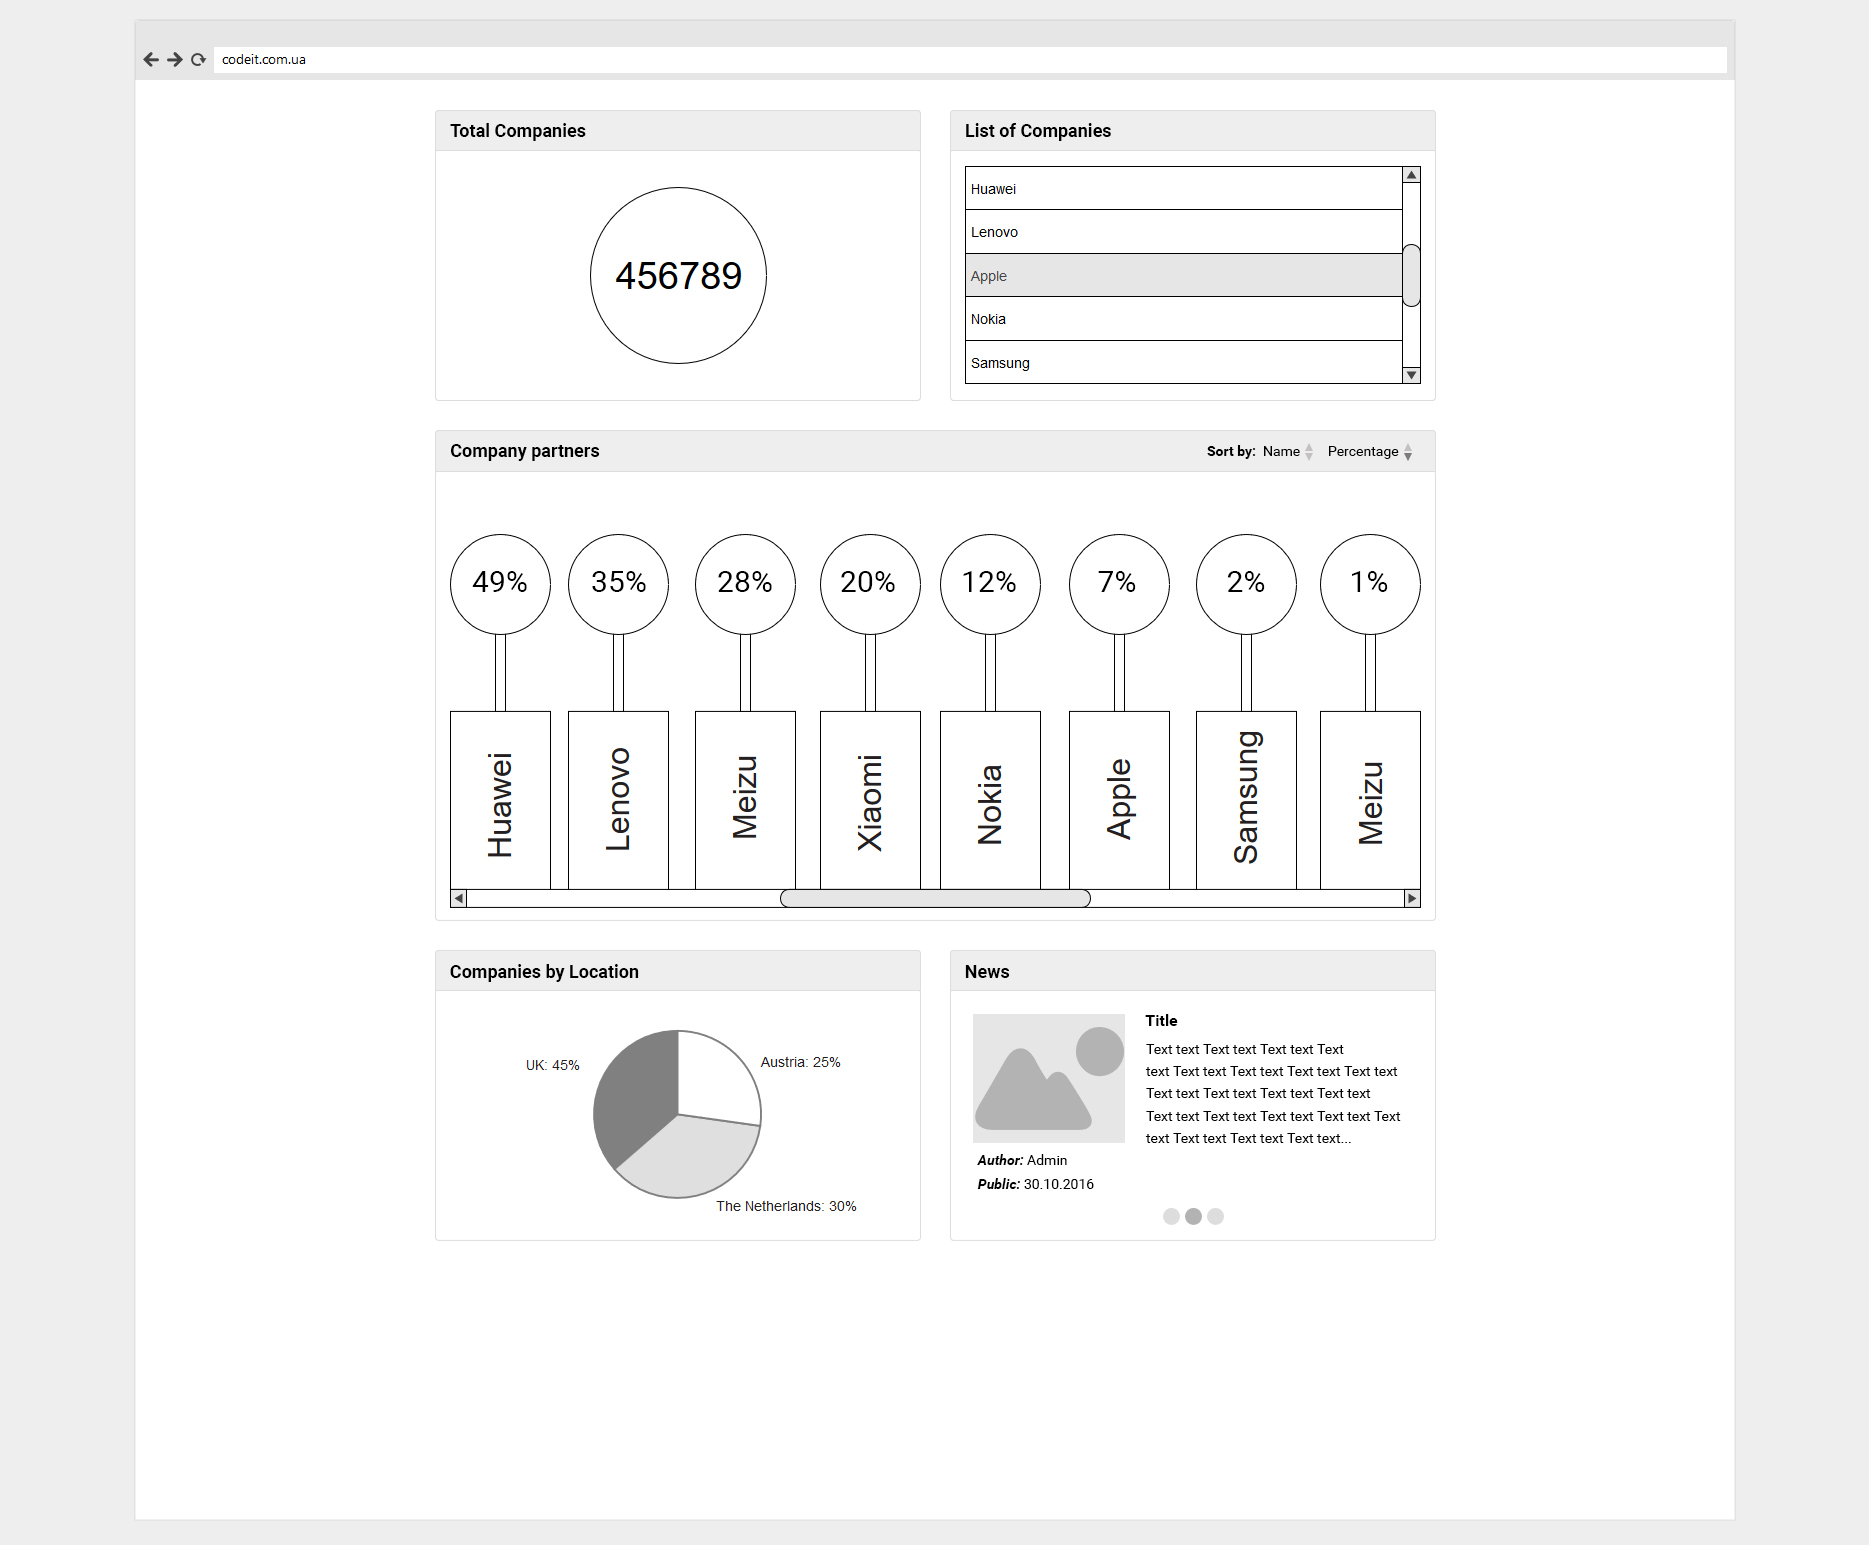 codeit.com.ua
Total Companies
456789
List of Companies
Huawei
Lenovo
Apple
Nokia
Samsung
Company partners
Sort by: Name Percentage
49% 35% 28% 20% 12% 7% 2% 1%
Huawei Lenovo Meizu Xiaomi Nokia Apple Samsung Meizu
Companies by Location
UK: 45%
Austria: 25%
The Netherlands: 30%
News
Title
Text text Text text Text text Text
text Text text Text text Text text Text text
Text text Text text Text text Text text
Text text Text text Text text Text text Text
text Text text Text text Text text...
Author: Admin
Public: 30.10.2016